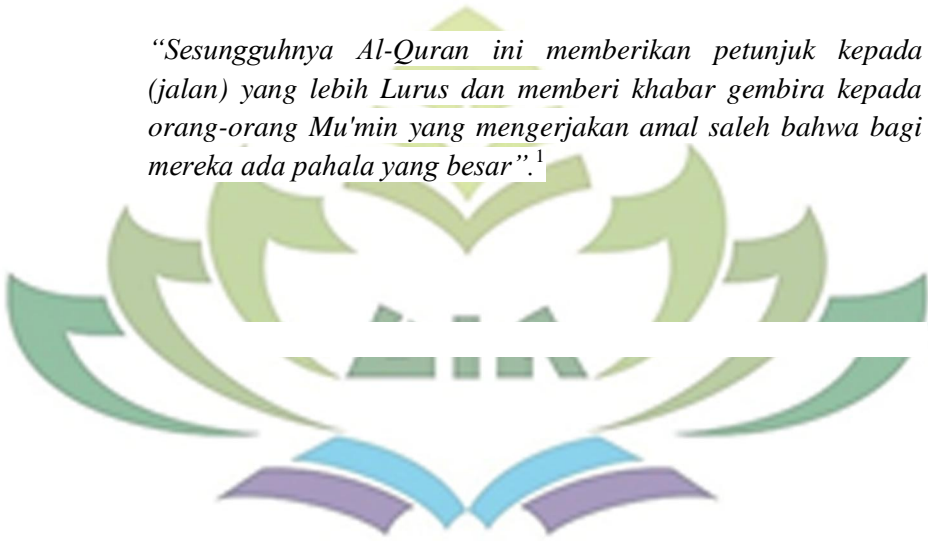 “Sesungguhnya Al-Quran ini memberikan petunjuk kepada
(jalan) yang lebih Lurus dan memberi khabar gembira kepada
orang-orang Mu'min yang mengerjakan amal saleh bahwa bagi
mereka ada pahala yang besar”.1